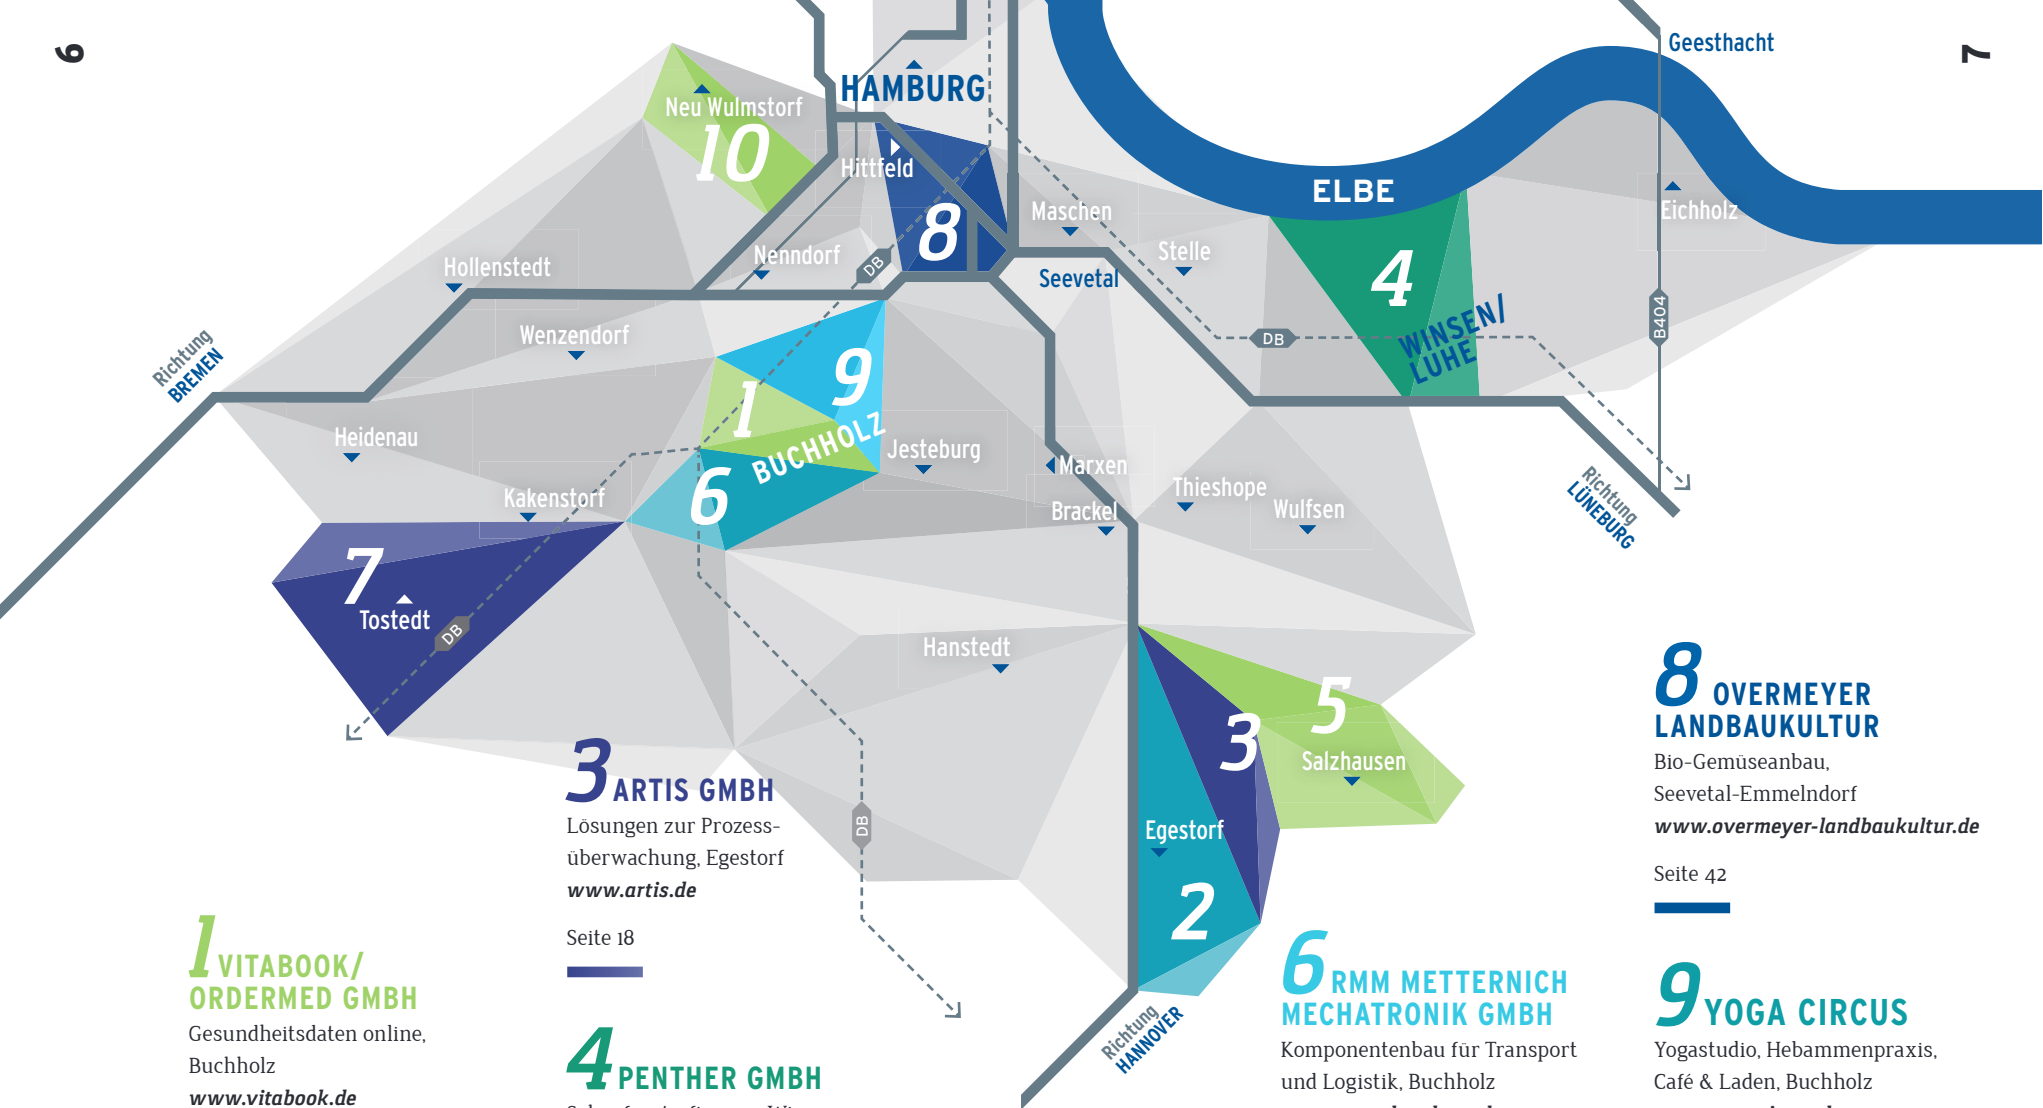 6
7
Geesthacht
HAMBURG
Neu Wulmstorf
10
Hittfeld
ELBE
8
Maschen
Eichholz
Nenndorf
Stelle
Hollenstedt
DB
Seevetal
4
B404
Wenzendorf
WINSEN/
LUHE
DB
Richtung
BREMEN
9
1
BUCHHOLZ
Heidenau
Jesteburg
Marxen
Kakenstorf
6
Thieshope
Wulfsen
Brackel
Richtung
LÜNEBURG
7
Tostedt
DB
Hanstedt
5
3
Salzhausen
DB
Egestorf
2
Richtung
HANNOVER
1 VITABOOK/
ORDERMED GMBH
Gesundheitsdaten online,
Buchholz
www.vitabook.de
3 ARTIS GMBH
Lösungen zur Prozess-
überwachung, Egestorf
www.artis.de
Seite 18
4 PENTHER GMBH
6 RMM METTERNICH
MECHATRONIK GMBH
Komponentenbau für Transport
und Logistik, Buchholz
8 OVERMEYER
LANDBAUKULTUR
Bio-Gemüseanbau,
Seevetal-Emmelndorf
www.overmeyer-landbaukultur.de
Seite 42
9 YOGA CIRCUS
Yogastudio, Hebammenpraxis,
Café & Laden, Buchholz